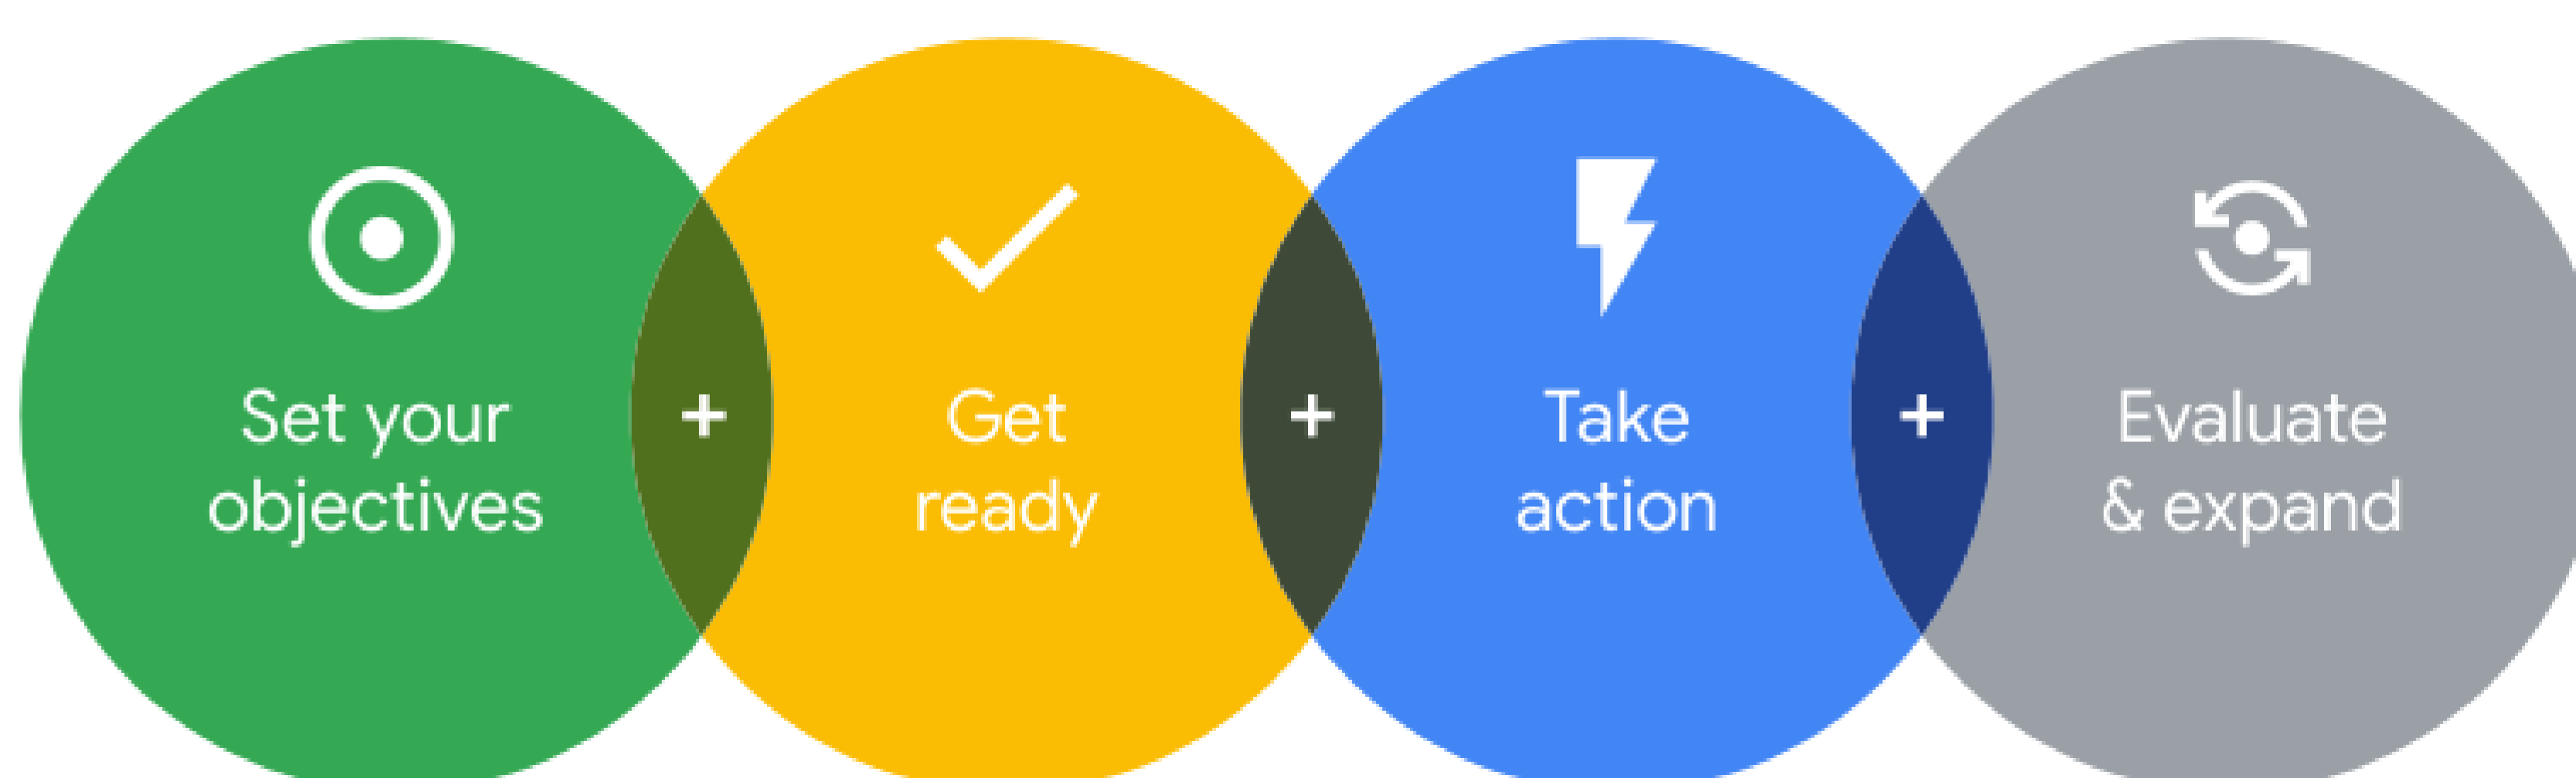 Set your
objectives
+
Get
ready
+
Take
action
+
Evaluate
& expand